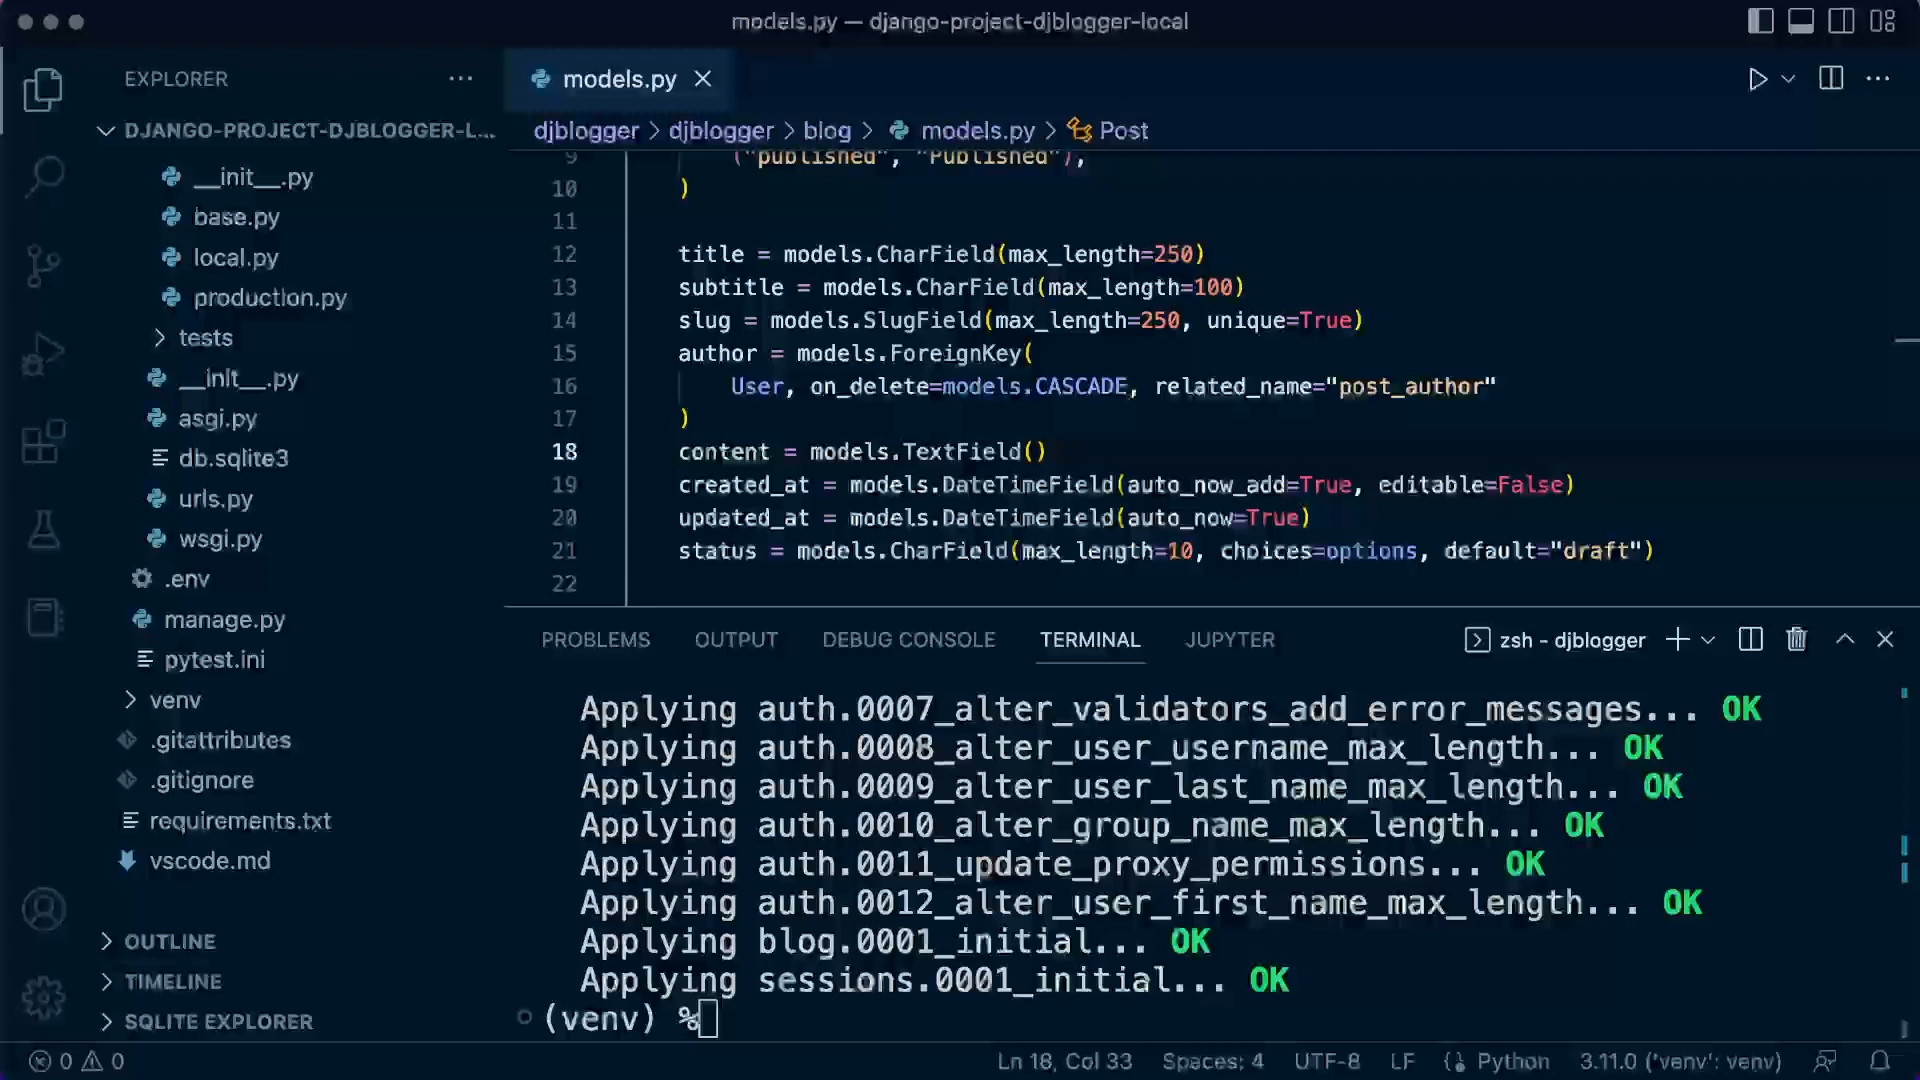 models.py — django-project-djblogger-local
EXPLORER
models.py
DJANGO-PROJECT-DJBLOGGER-L...
djblogger > djblogger > blog > models.py > Post
__init__.py
base.py
local.py
production.py
tests
__init__.py
asgi.py
db.sqlite3
urls.py
wsgi.py
.env
manage.py
pytest.ini
venv
.gitattributes
.gitignore
requirements.txt
vscode.md
OUTLINE
TIMELINE
SQLITE EXPLORER
9 ("published", "Published"),
10 )
11
12 title = models.CharField(max_length=250)
13 subtitle = models.CharField(max_length=100)
14 slug = models.SlugField(max_length=250, unique=True)
15 author = models.ForeignKey(
16 User, on_delete=models.CASCADE, related_name="post_author"
17 )
18 content = models.TextField()
19 created_at = models.DateTimeField(auto_now_add=True, editable=False)
20 updated_at = models.DateTimeField(auto_now=True)
21 status = models.CharField(max_length=10, choices=options, default="draft")
22
PROBLEMS OUTPUT DEBUG CONSOLE TERMINAL JUPYTER zsh - djblogger
Applying auth.0007_alter_validators_add_error_messages... OK
Applying auth.0008_alter_user_username_max_length... OK
Applying auth.0009_alter_user_last_name_max_length... OK
Applying auth.0010_alter_group_name_max_length... OK
Applying auth.0011_update_proxy_permissions... OK
Applying auth.0012_alter_user_first_name_max_length... OK
Applying blog.0001_initial... OK
Applying sessions.0001_initial... OK
(venv) %
0 0 Ln 18, Col 33 Spaces: 4 UTF-8 LF Python 3.11.0 ('venv': venv)